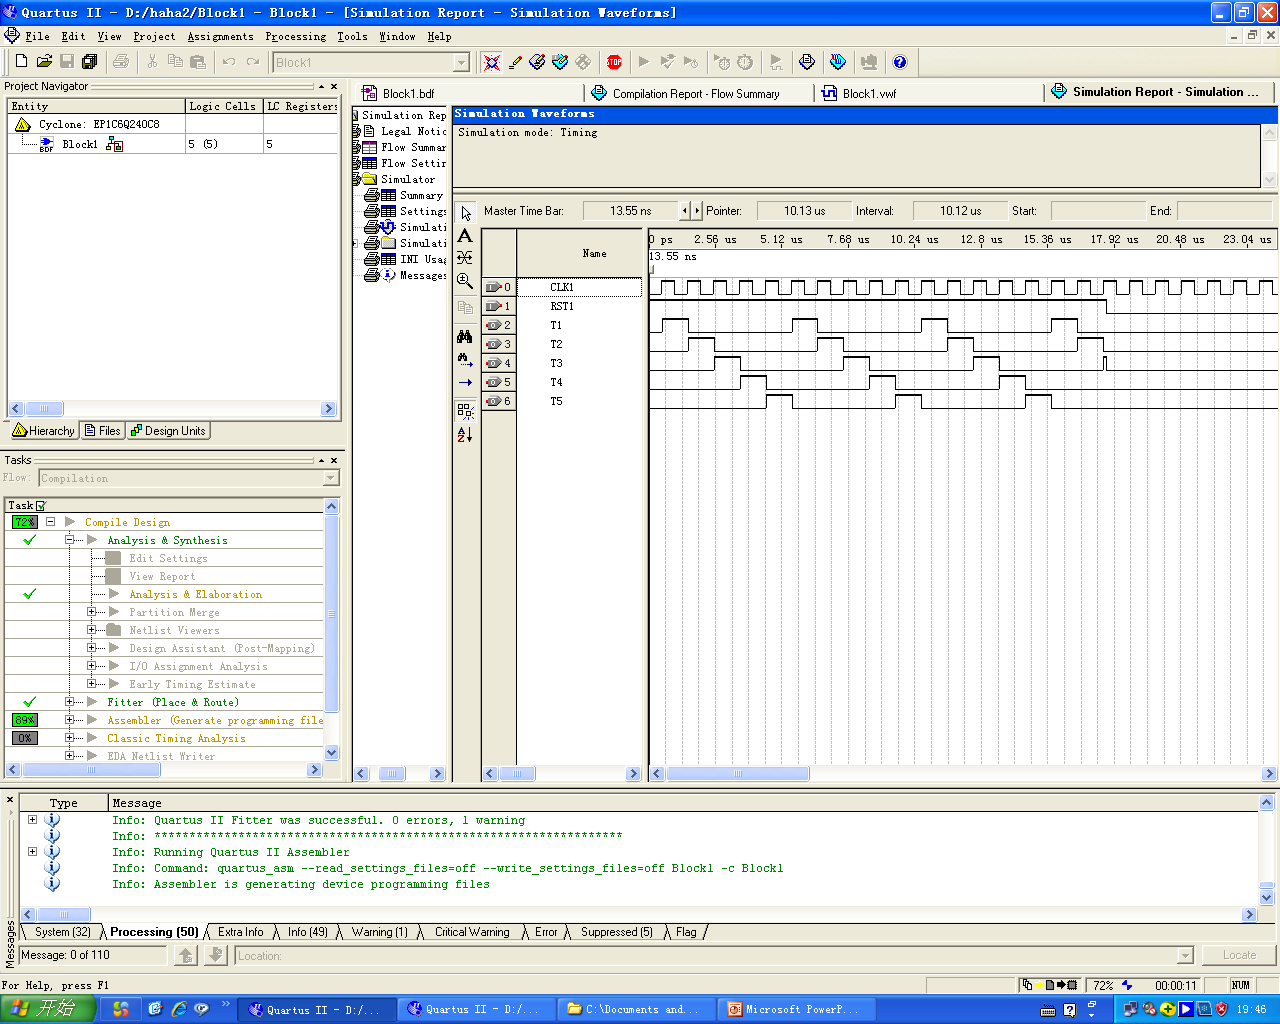 Quartus II - D:/haha2/Block1 - Block1 - [Simulation Report - Simulation Waveforms]
File Edit View Project Assignments Processing Tools Window Help
Block1
STOP
Project Navigator
Entity Logic Cells LC Registers
Cyclone: EP1C6Q240C8
BDF Block1 5 (5) 5
Hierarchy Files Design Units
Tasks
Flow: Compilation
Task
72% Compile Design
Analysis & Synthesis
Edit Settings
View Report
Analysis & Elaboration
Partition Merge
Netlist Viewers
Design Assistant (Post-Mapping)
I/O Assignment Analysis
Early Timing Estimate
Fitter (Place & Route)
89% Assembler (Generate programming file
0% Classic Timing Analysis
EDA Netlist Writer
Block1.bdf Compilation Report - Flow Summary Block1.vwf Simulation Report - Simulation ...
Simulation Rep
Legal Notic
Flow Summar
Flow Settin
Simulator
Summary
Settings
Simulati
Simulati
INI Usag
Messages
Simulation Waveforms
Simulation mode: Timing
Master Time Bar: 13.55 ns Pointer: 10.13 us Interval: 10.12 us Start: End:
Name
0 ps 2.56 us 5.12 us 7.68 us 10.24 us 12.8 us 15.36 us 17.92 us 20.48 us 23.04 us
13.55 ns
0 CLK1
1 RST1
2 T1
3 T2
4 T3
5 T4
6 T5
Type Message
Info: Quartus II Fitter was successful. 0 errors, 1 warning
Info: *******************************************************************
Info: Running Quartus II Assembler
Info: Command: quartus_asm --read_settings_files=off --write_settings_files=off Block1 -c Block1
Info: Assembler is generating device programming files
System (32) Processing (50) Extra Info Info (49) Warning (1) Critical Warning Error Suppressed (5) Flag
Messages
Message: 0 of 110 Location: Locate
For Help, press F1 72% 00:00:11 NUM
开始 Quartus II - D:/... Quartus II - D:/... C:\Documents and... Microsoft PowerP... 19:46